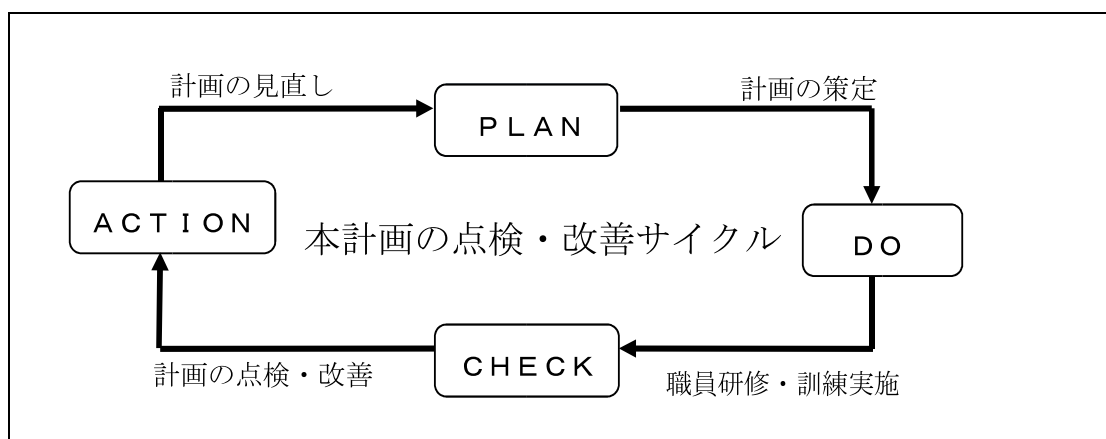 計画の見直し
計画の策定
ＰＬＡＮ
ＡＣＴＩＯＮ
本計画の点検・改善サイクル
ＤＯ
ＣＨＥＣＫ
計画の点検・改善
職員研修・訓練実施